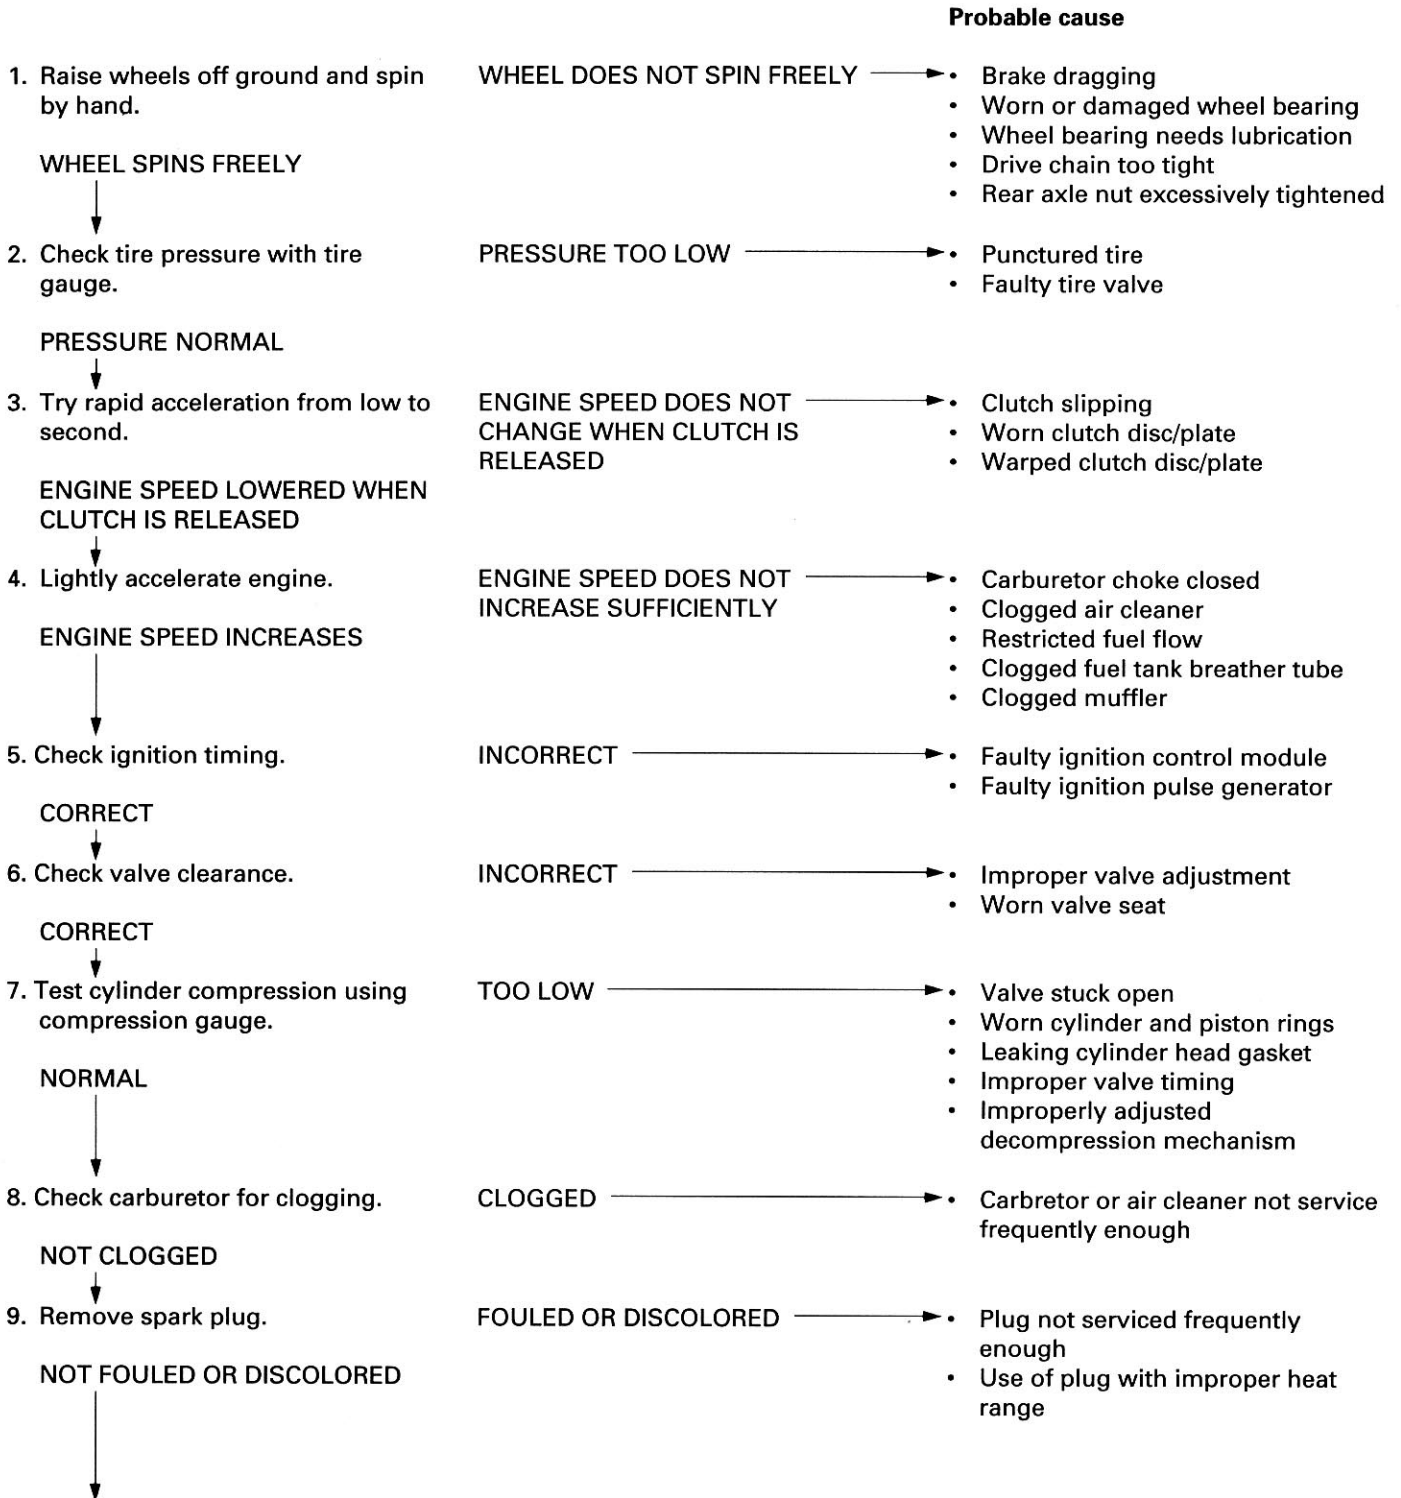 Probable cause
1. Raise wheels off ground and spin
by hand.
WHEEL DOES NOT SPIN FREELY
• Brake dragging
• Worn or damaged wheel bearing
• Wheel bearing needs lubrication
• Drive chain too tight
• Rear axle nut excessively tightened
WHEEL SPINS FREELY
2. Check tire pressure with tire
gauge.
PRESSURE TOO LOW
• Punctured tire
• Faulty tire valve
PRESSURE NORMAL
3. Try rapid acceleration from low to
second.
ENGINE SPEED DOES NOT
CHANGE WHEN CLUTCH IS
RELEASED
• Clutch slipping
• Worn clutch disc/plate
• Warped clutch disc/plate
ENGINE SPEED LOWERED WHEN
CLUTCH IS RELEASED
4. Lightly accelerate engine.
ENGINE SPEED DOES NOT
INCREASE SUFFICIENTLY
• Carburetor choke closed
• Clogged air cleaner
• Restricted fuel flow
• Clogged fuel tank breather tube
• Clogged muffler
ENGINE SPEED INCREASES
5. Check ignition timing.
INCORRECT
• Faulty ignition control module
• Faulty ignition pulse generator
CORRECT
6. Check valve clearance.
INCORRECT
• Improper valve adjustment
• Worn valve seat
CORRECT
7. Test cylinder compression using
compression gauge.
TOO LOW
• Valve stuck open
• Worn cylinder and piston rings
• Leaking cylinder head gasket
• Improper valve timing
• Improperly adjusted
decompression mechanism
NORMAL
8. Check carburetor for clogging.
CLOGGED
• Carbretor or air cleaner not service
frequently enough
NOT CLOGGED
9. Remove spark plug.
FOULED OR DISCOLORED
• Plug not serviced frequently
enough
• Use of plug with improper heat
range
NOT FOULED OR DISCOLORED